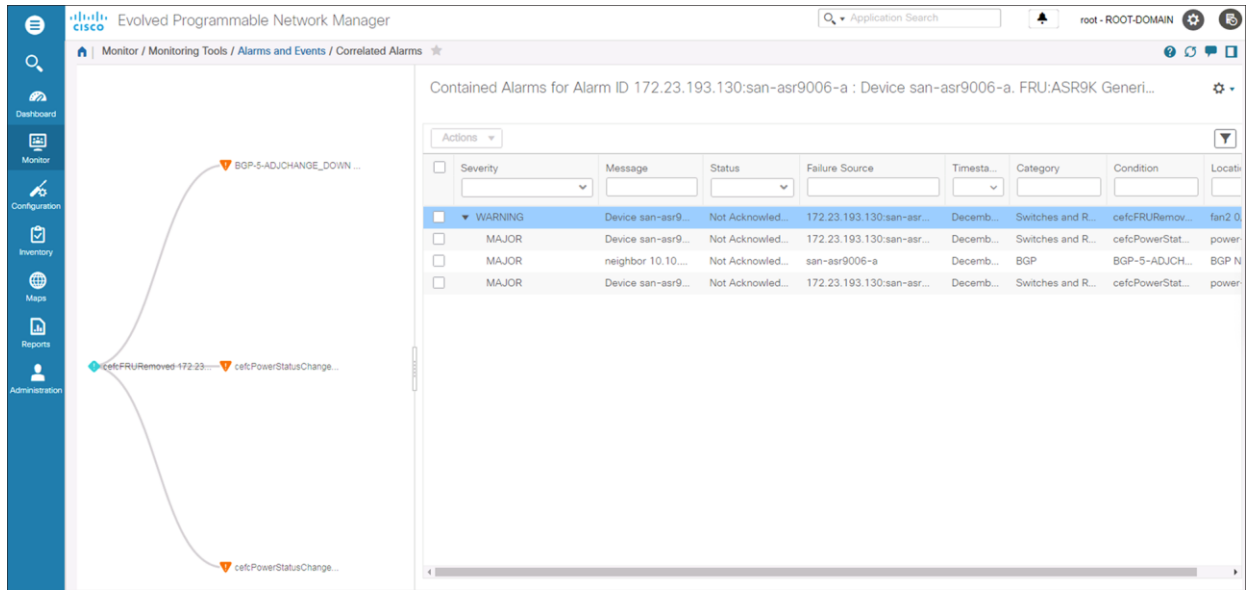 cisco Evolved Programmable Network Manager
Application Search
root - ROOT-DOMAIN
Monitor / Monitoring Tools / Alarms and Events / Correlated Alarms
Dashboard
Monitor
Configuration
Inventory
Maps
Reports
Administration
BGP-5-ADJCHANGE_DOWN ...
cefcFRURemoved 172.23....
cefcPowerStatusChange...
cefcPowerStatusChange...
Contained Alarms for Alarm ID 172.23.193.130:san-asr9006-a : Device san-asr9006-a. FRU:ASR9K Generi...
Actions
Severity Message Status Failure Source Timesta... Category Condition Locati
WARNING Device san-asr9... Not Acknowled... 172.23.193.130:san-asr... Decemb... Switches and R... cefcFRURemov... fan2 0.
MAJOR Device san-asr9... Not Acknowled... 172.23.193.130:san-asr... Decemb... Switches and R... cefcPowerStat... power-
MAJOR neighbor 10.10.... Not Acknowled... san-asr9006-a Decemb... BGP BGP-5-ADJCH... BGP N
MAJOR Device san-asr9... Not Acknowled... 172.23.193.130:san-asr... Decemb... Switches and R... cefcPowerStat... power-